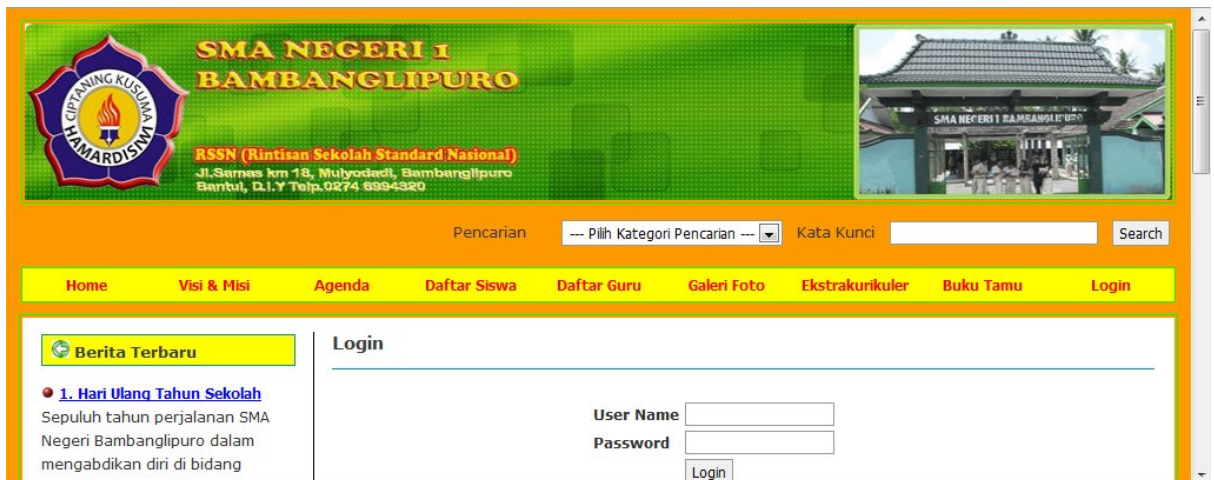 CIPTANING KUSUMA
HAMARDISIWI
SMA NEGERI 1
BAMBANGLIPURO
RSSN (Rintisan Sekolah Standard Nasional)
Jl.Samas km 18, Mulyodadi, Bambanglipuro
Bantul, D.I.Y Telp.0274 6994320
SMA NEGERI 1 BAMBANGLIPURO
Pencarian --- Pilih Kategori Pencarian --- Kata Kunci Search
Home Visi & Misi Agenda Daftar Siswa Daftar Guru Galeri Foto Ekstrakurikuler Buku Tamu Login
Berita Terbaru
1. Hari Ulang Tahun Sekolah
Sepuluh tahun perjalanan SMA
Negeri Bambanglipuro dalam
mengabdikan diri di bidang
Login
User Name
Password
Login